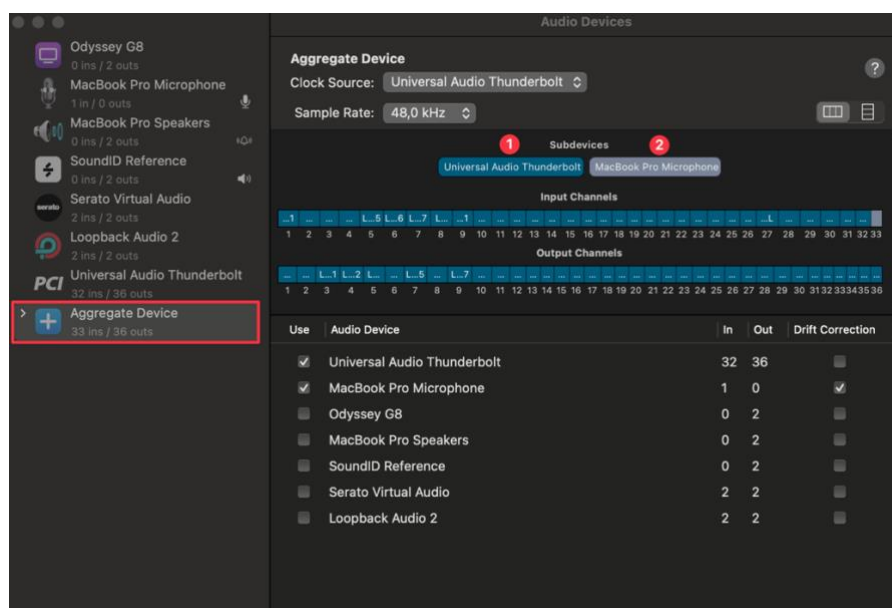 Audio Devices
Odyssey G8
0 ins / 2 outs
MacBook Pro Microphone
1 in / 0 outs
MacBook Pro Speakers
0 ins / 2 outs
SoundID Reference
0 ins / 2 outs
serato
Serato Virtual Audio
2 ins / 2 outs
Loopback Audio 2
2 ins / 2 outs
PCI
Universal Audio Thunderbolt
32 ins / 36 outs
Aggregate Device
33 ins / 36 outs
Aggregate Device
?
Clock Source: Universal Audio Thunderbolt
Sample Rate: 48,0 kHz
1 Subdevices 2
Universal Audio Thunderbolt MacBook Pro Microphone
Input Channels
...1 ... ... ... L...5 L...6 L...7 L... ...1 ... ... ... ... ... ... ... ... ... ... ... ... ... ... ... ... ... ...L ... ... ... ... ...
1 2 3 4 5 6 7 8 9 10 11 12 13 14 15 16 17 18 19 20 21 22 23 24 25 26 27 28 29 30 31 32 33
Output Channels
... ... L...1 L...2 L... ... L...5 ... L...7 ... ... ... ... ... ... ... ... ... ... ... ... ... ... ... ... ... ... ... ... ... ... ... ... ... ... ...
1 2 3 4 5 6 7 8 9 10 11 12 13 14 15 16 17 18 19 20 21 22 23 24 25 26 27 28 29 30 31 32 33 34 35 36
Use Audio Device In Out Drift Correction
Universal Audio Thunderbolt 32 36
MacBook Pro Microphone 1 0
Odyssey G8 0 2
MacBook Pro Speakers 0 2
SoundID Reference 0 2
Serato Virtual Audio 2 2
Loopback Audio 2 2 2